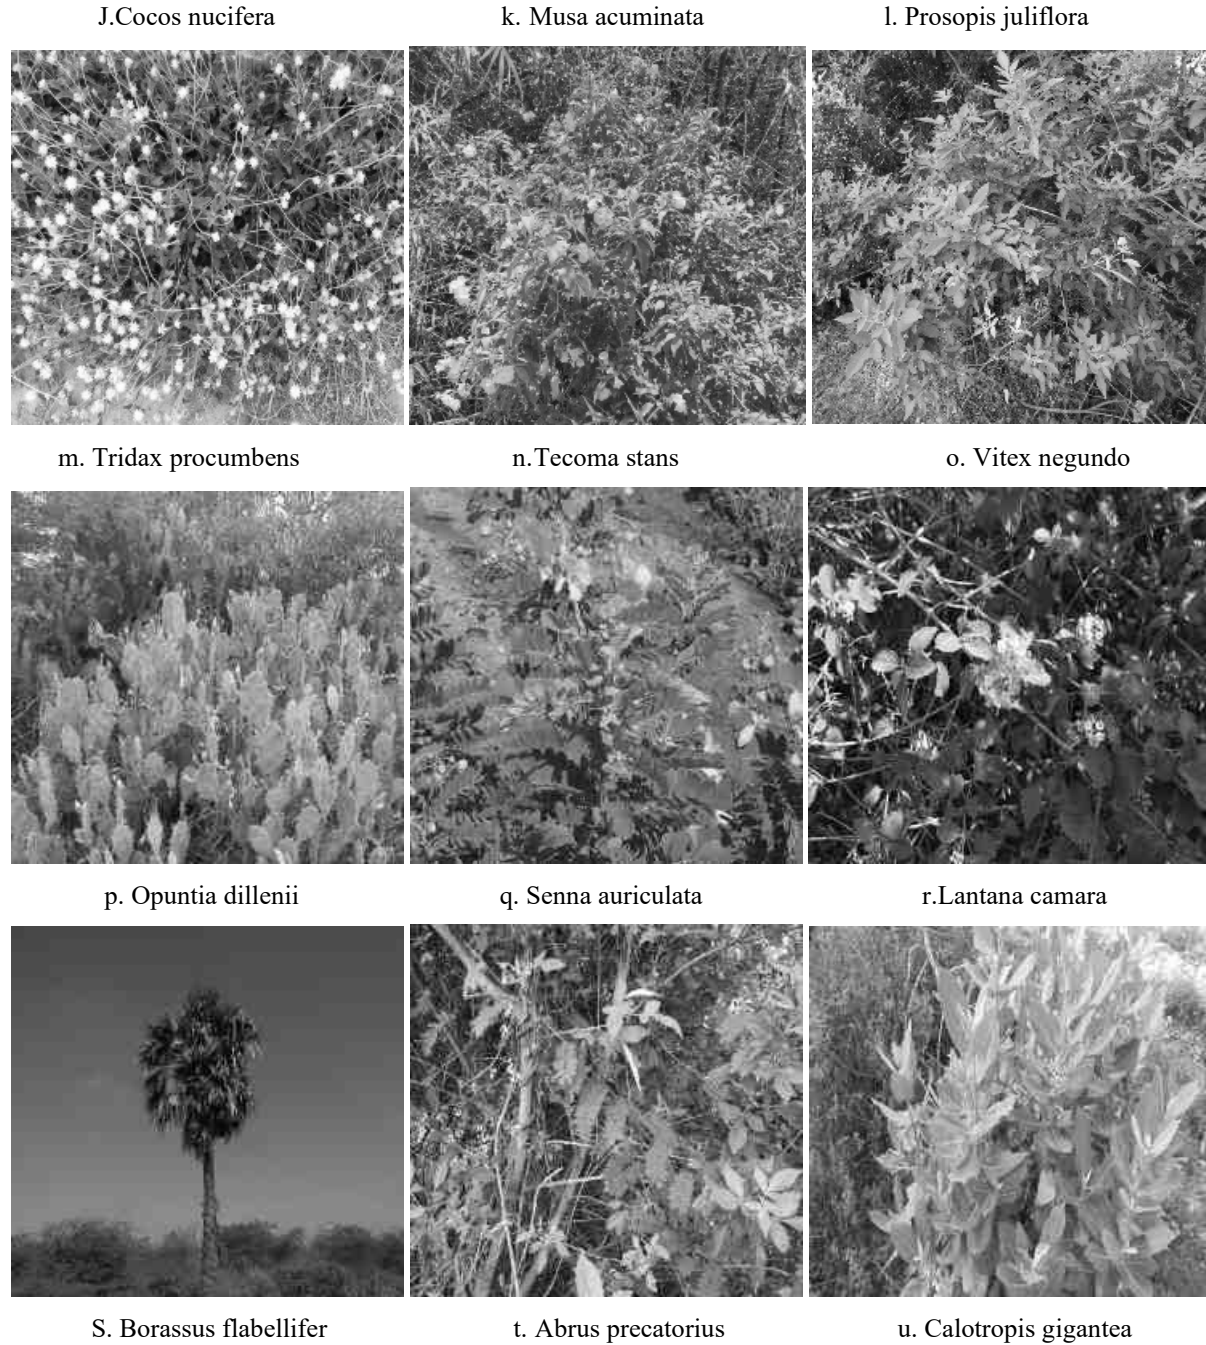 J.Cocos nucifera k. Musa acuminata l. Prosopis juliflora
m. Tridax procumbens n.Tecoma stans o. Vitex negundo
p. Opuntia dillenii q. Senna auriculata r.Lantana camara
S. Borassus flabellifer t. Abrus precatorius u. Calotropis gigantea